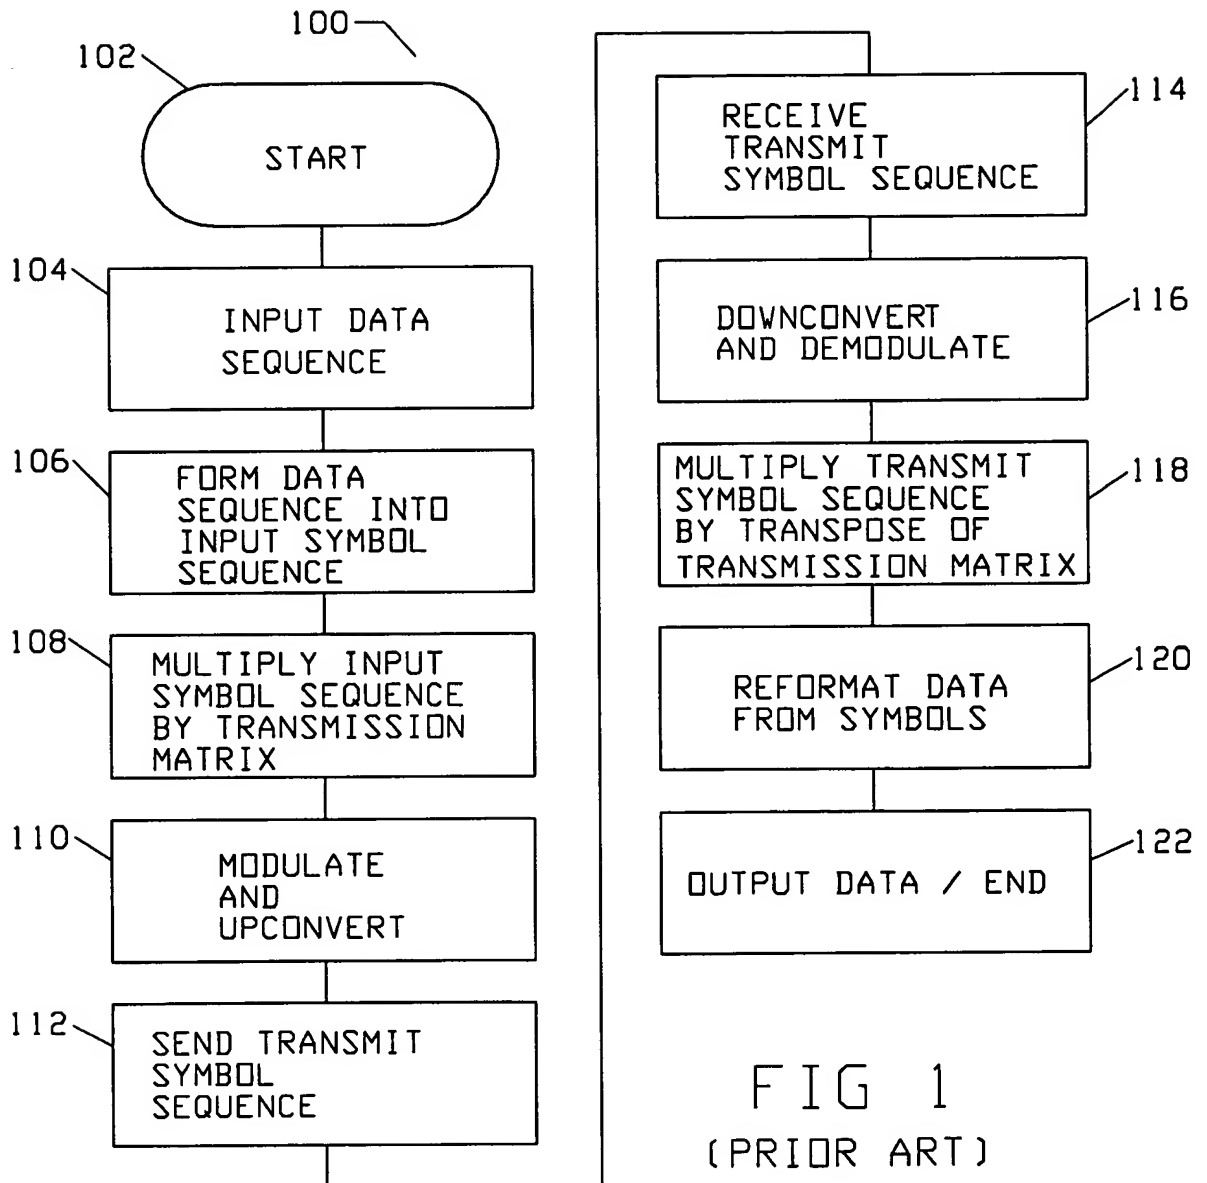 100
102
START
104
INPUT DATA
SEQUENCE
106
FORM DATA
SEQUENCE INTO
INPUT SYMBOL
SEQUENCE
108
MULTIPLY INPUT
SYMBOL SEQUENCE
BY TRANSMISSION
MATRIX
110
MODULATE
AND
UPCONVERT
112
SEND TRANSMIT
SYMBOL
SEQUENCE
114
RECEIVE
TRANSMIT
SYMBOL SEQUENCE
116
DOWNCONVERT
AND DEMODULATE
118
MULTIPLY TRANSMIT
SYMBOL SEQUENCE
BY TRANSPOSE OF
TRANSMISSION MATRIX
120
REFORMAT DATA
FROM SYMBOLS
122
OUTPUT DATA / END
FIG 1
(PRIOR ART)